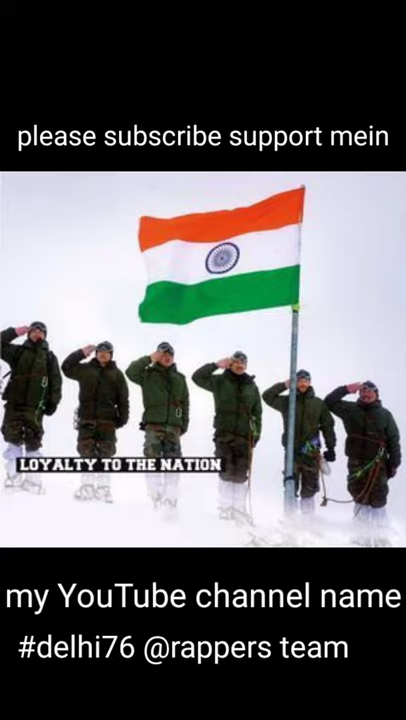 please subscribe support mein
LOYALTY TO THE NATION
my YouTube channel name
#delhi76 @rappers team